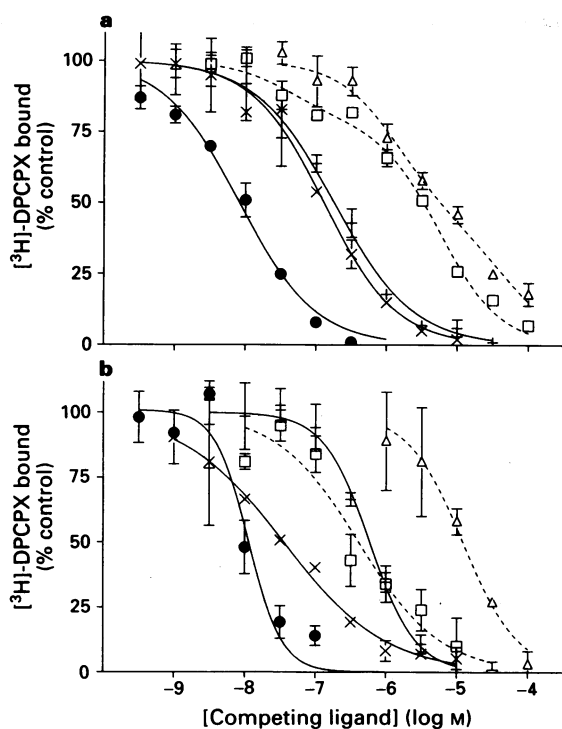 a
100
75
50
25
0
[³H]-DPCPX bound
(% control)
b
100
75
50
25
0
[³H]-DPCPX bound
(% control)
−9 −8 −7 −6 −5 −4
[Competing ligand] (log M)